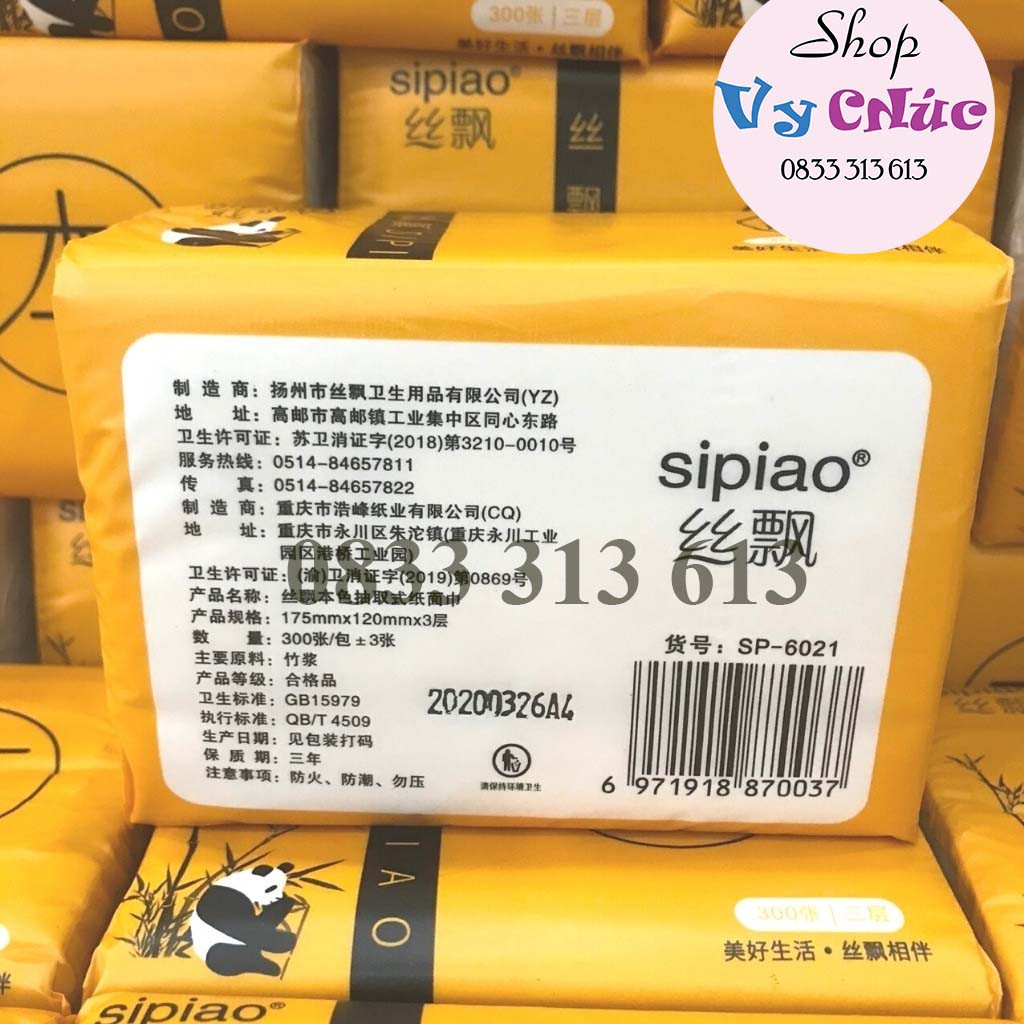 300张 三层
美好生活·丝飘相伴
Shop
Vy CNúc
0833 313 613
sipiao®
丝飘
丝飘
SIPI
美好生活 相伴
制造商：扬州市丝飘卫生用品有限公司(YZ)
地址：高邮市高邮镇工业集中区同心东路
卫生许可证：苏卫消证字(2018)第3210-0010号
服务热线：0514-84657811
传真：0514-84657822
制造商：重庆市浩峰纸业有限公司(CQ)
地址：重庆市永川区朱沱镇(重庆永川工业
园区港桥工业园)
卫生许可证：(渝)卫消证字(2019)第0869号
产品名称：丝飘本色抽取式纸面巾
产品规格：175mmx120mmx3层
数量：300张/包±3张
主要原料：竹浆
产品等级：合格品
卫生标准：GB15979
执行标准：QB/T 4509
生产日期：见包装打码
保质期：三年
注意事项：防火、防潮、勿压
sipiao®
丝飘
0833 313 613
货号：SP-6021
20200326A4
请保持环境卫生
6 971918 870037
IAO
300张 三层
美好生活·丝飘相伴
sipiao®